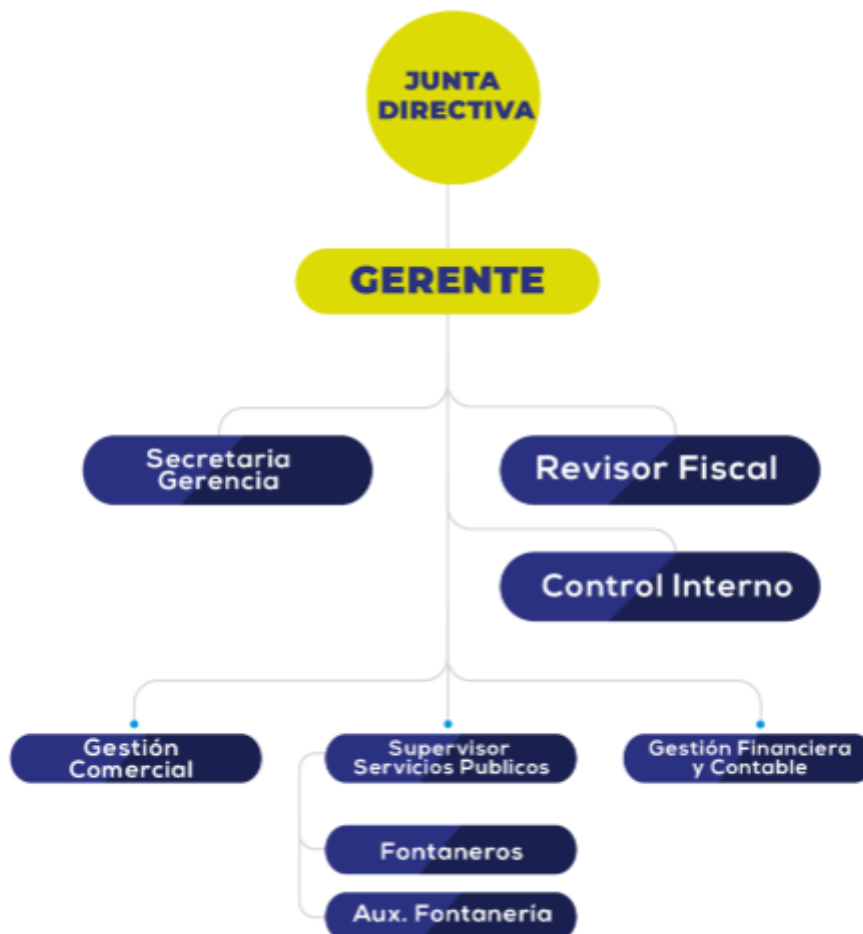 JUNTA
DIRECTIVA
GERENTE
Secretaria
Gerencia
Revisor Fiscal
Control Interno
Gestión
Comercial
Supervisor
Servicios Publicos
Gestión Financiera
y Contable
Fontaneros
Aux. Fontanería